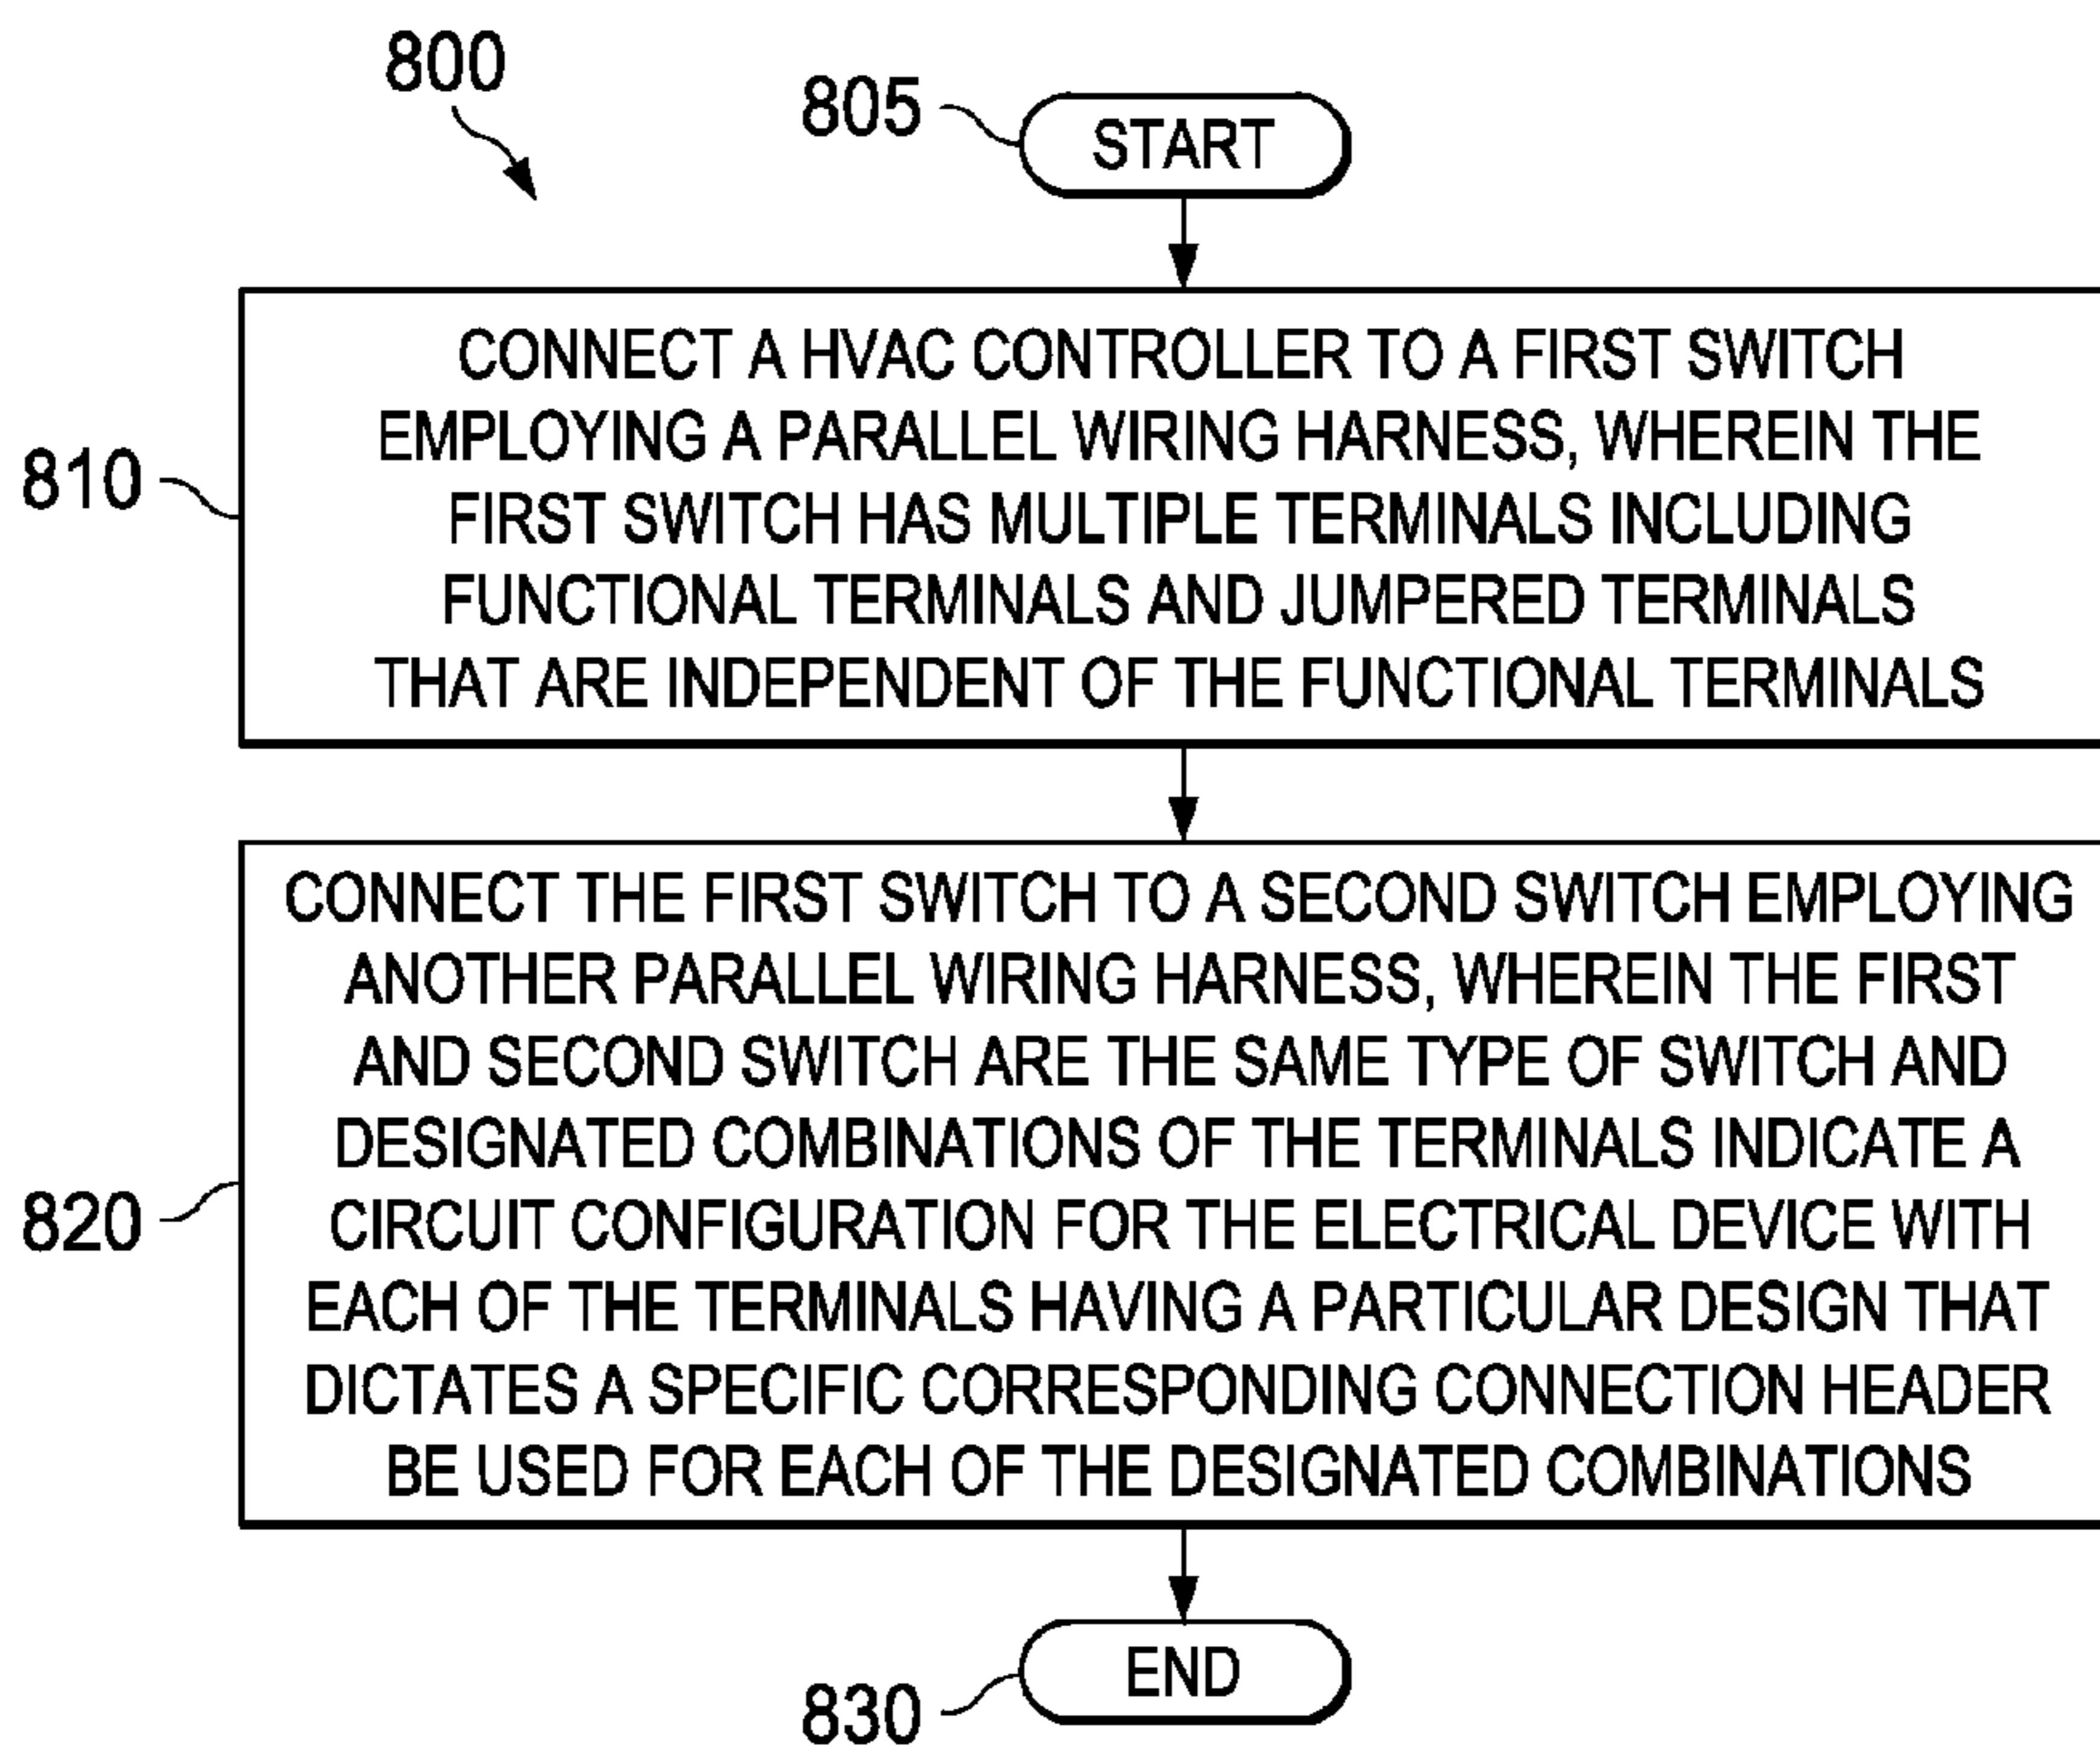 800
805
START
810
CONNECT A HVAC CONTROLLER TO A FIRST SWITCH
EMPLOYING A PARALLEL WIRING HARNESS, WHEREIN THE
FIRST SWITCH HAS MULTIPLE TERMINALS INCLUDING
FUNCTIONAL TERMINALS AND JUMPERED TERMINALS
THAT ARE INDEPENDENT OF THE FUNCTIONAL TERMINALS
820
CONNECT THE FIRST SWITCH TO A SECOND SWITCH EMPLOYING
ANOTHER PARALLEL WIRING HARNESS, WHEREIN THE FIRST
AND SECOND SWITCH ARE THE SAME TYPE OF SWITCH AND
DESIGNATED COMBINATIONS OF THE TERMINALS INDICATE A
CIRCUIT CONFIGURATION FOR THE ELECTRICAL DEVICE WITH
EACH OF THE TERMINALS HAVING A PARTICULAR DESIGN THAT
DICTATES A SPECIFIC CORRESPONDING CONNECTION HEADER
BE USED FOR EACH OF THE DESIGNATED COMBINATIONS
830
END